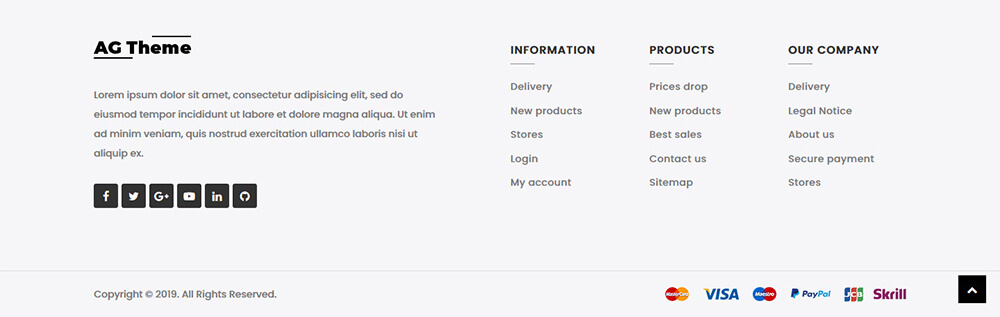 AG Theme
Lorem ipsum dolor sit amet, consectetur adipisicing elit, sed do
eiusmod tempor incididunt ut labore et dolore magna aliqua. Ut enim
ad minim veniam, quis nostrud exercitation ullamco laboris nisi ut
aliquip ex.
INFORMATION
Delivery
New products
Stores
Login
My account
PRODUCTS
Prices drop
New products
Best sales
Contact us
Sitemap
OUR COMPANY
Delivery
Legal Notice
About us
Secure payment
Stores
Copyright © 2019. All Rights Reserved.
MasterCard VISA Maestro PayPal JCB Skrill